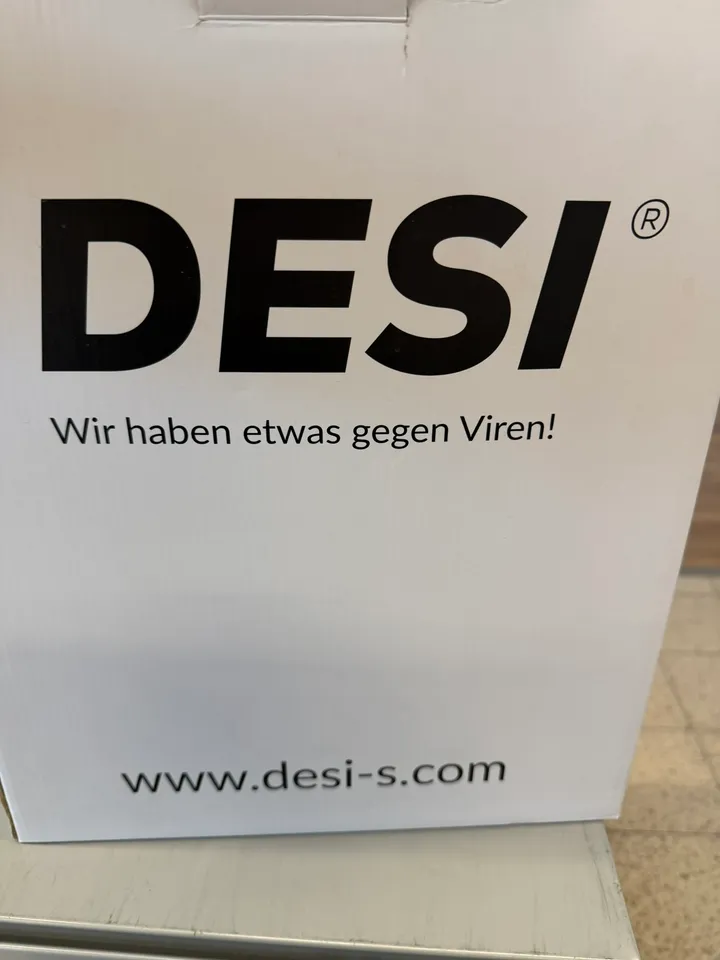 DESI®
Wir haben etwas gegen Viren!
www.desi-s.com